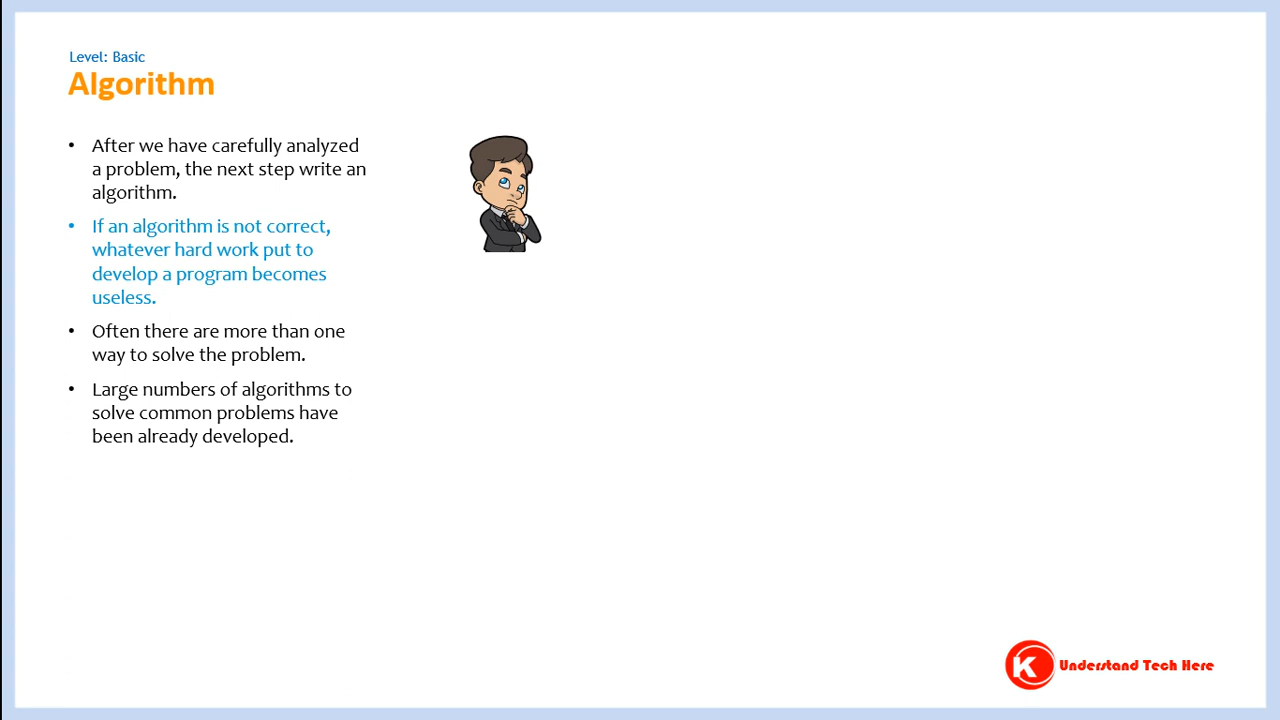 Level: Basic
Algorithm
• After we have carefully analyzed
a problem, the next step write an
algorithm.
• If an algorithm is not correct,
whatever hard work put to
develop a program becomes
useless.
• Often there are more than one
way to solve the problem.
• Large numbers of algorithms to
solve common problems have
been already developed.
K Understand Tech Here